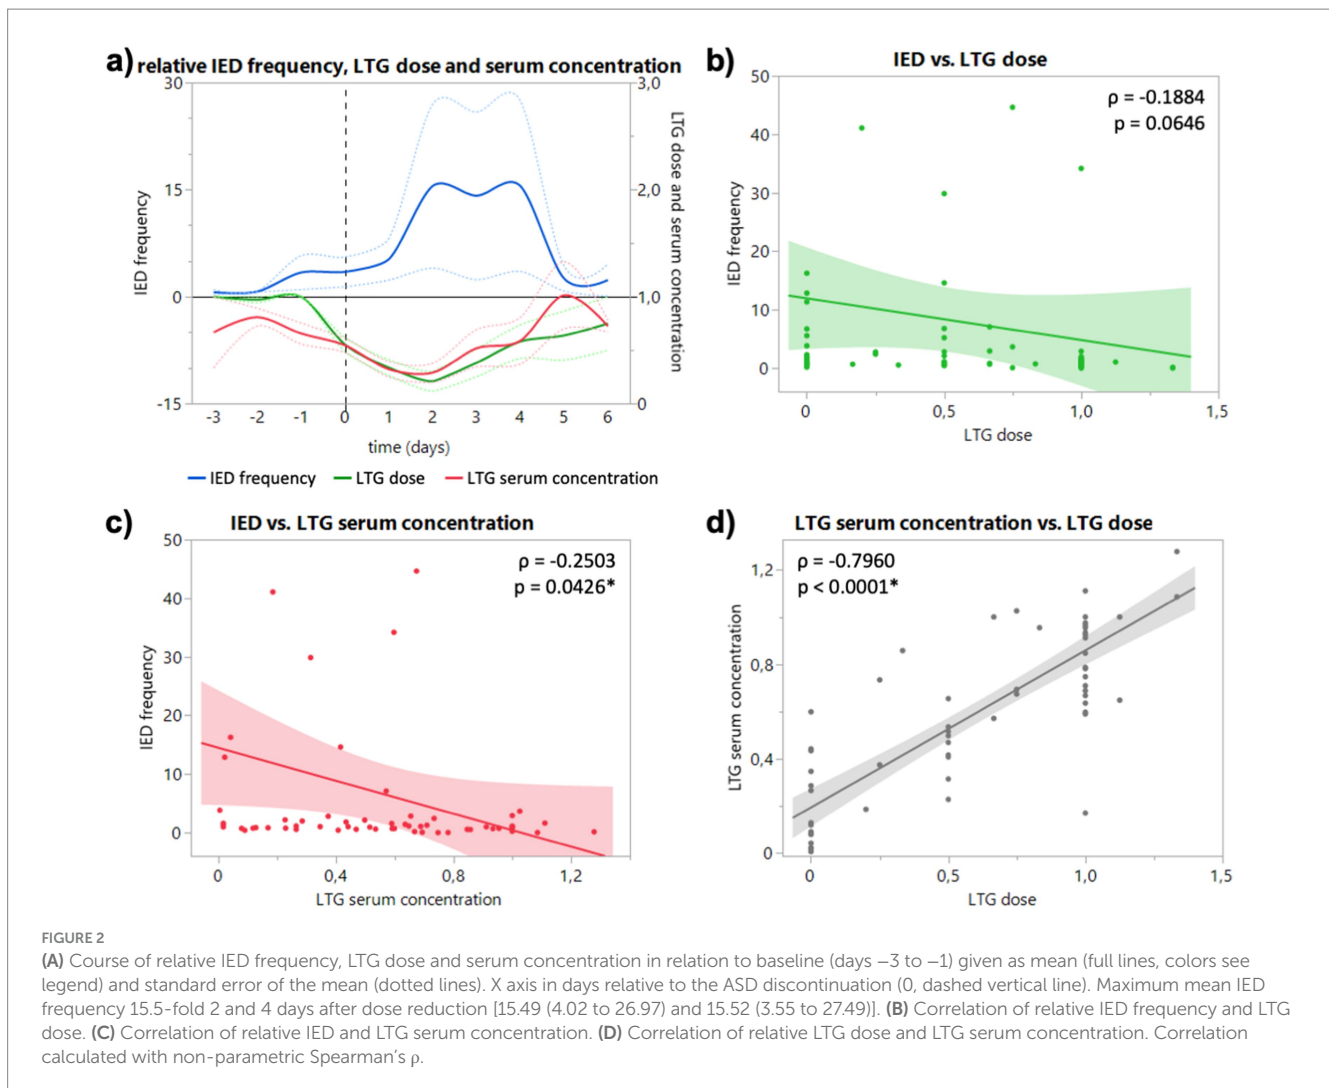 a) relative IED frequency, LTG dose and serum concentration
30
15
0
-15
IED frequency
3,0
2,0
1,0
0
LTG dose and serum concentration
-3 -2 -1 0 1 2 3 4 5 6
time (days)
IED frequency LTG dose LTG serum concentration
b) IED vs. LTG dose
ρ = -0.1884
p = 0.0646
50
40
30
20
10
0
IED frequency
0 0,5 1,0 1,5
LTG dose
c) IED vs. LTG serum concentration
ρ = -0.2503
p = 0.0426*
50
40
30
20
10
0
IED frequency
0 0,4 0,8 1,2
LTG serum concentration
d) LTG serum concentration vs. LTG dose
ρ = -0.7960
p < 0.0001*
1,2
0,8
0,4
0
LTG serum concentration
0 0,5 1,0 1,5
LTG dose
FIGURE 2
(A) Course of relative IED frequency, LTG dose and serum concentration in relation to baseline (days −3 to −1) given as mean (full lines, colors see
legend) and standard error of the mean (dotted lines). X axis in days relative to the ASD discontinuation (0, dashed vertical line). Maximum mean IED
frequency 15.5-fold 2 and 4 days after dose reduction [15.49 (4.02 to 26.97) and 15.52 (3.55 to 27.49)]. (B) Correlation of relative IED frequency and LTG
dose. (C) Correlation of relative IED and LTG serum concentration. (D) Correlation of relative LTG dose and LTG serum concentration. Correlation
calculated with non-parametric Spearman's ρ.